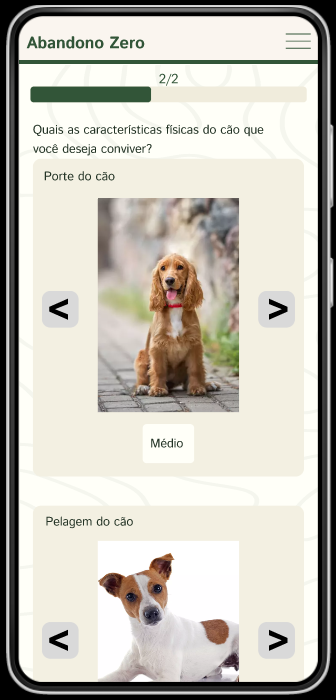 Abandono Zero
2/2
Quais as características físicas do cão que
você deseja conviver?
Porte do cão
<
>
Médio
Pelagem do cão
<
>